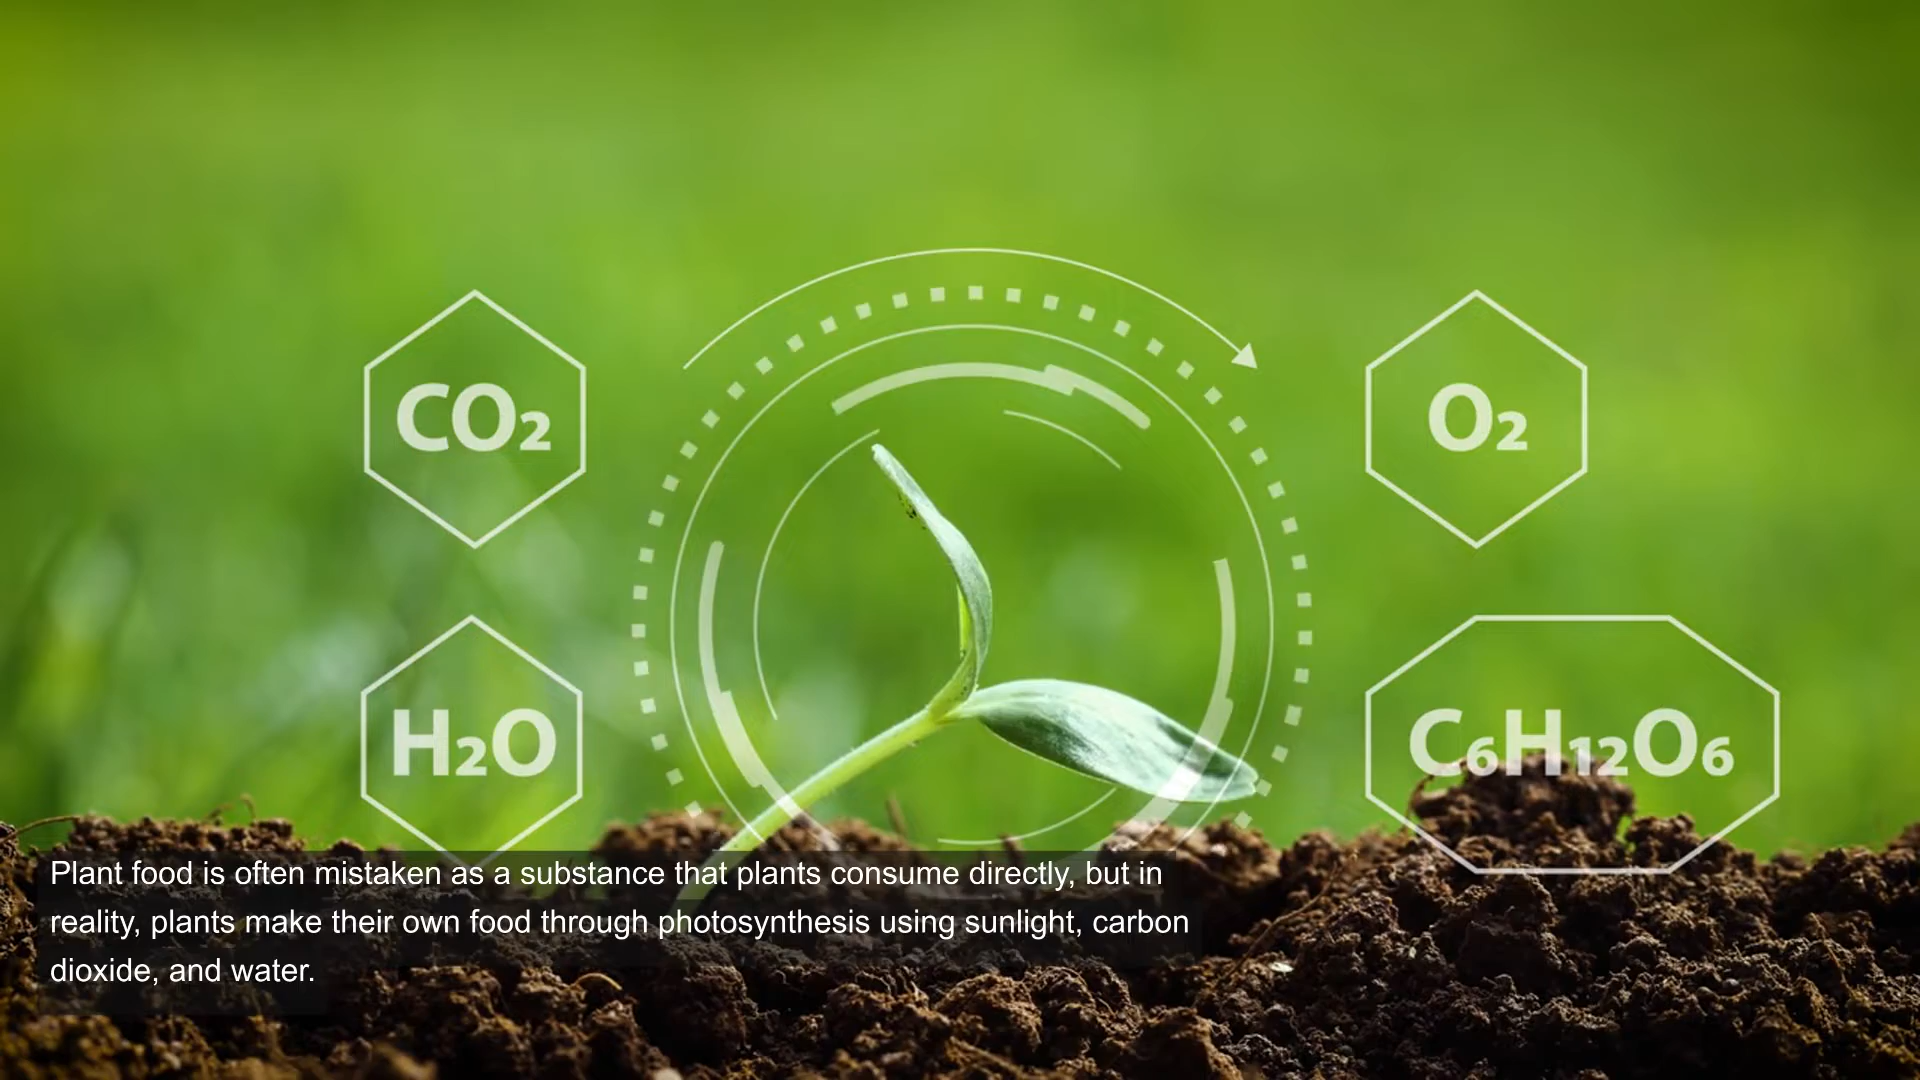 CO₂
O₂
H₂O
C₆H₁₂O₆
Plant food is often mistaken as a substance that plants consume directly, but in
reality, plants make their own food through photosynthesis using sunlight, carbon
dioxide, and water.